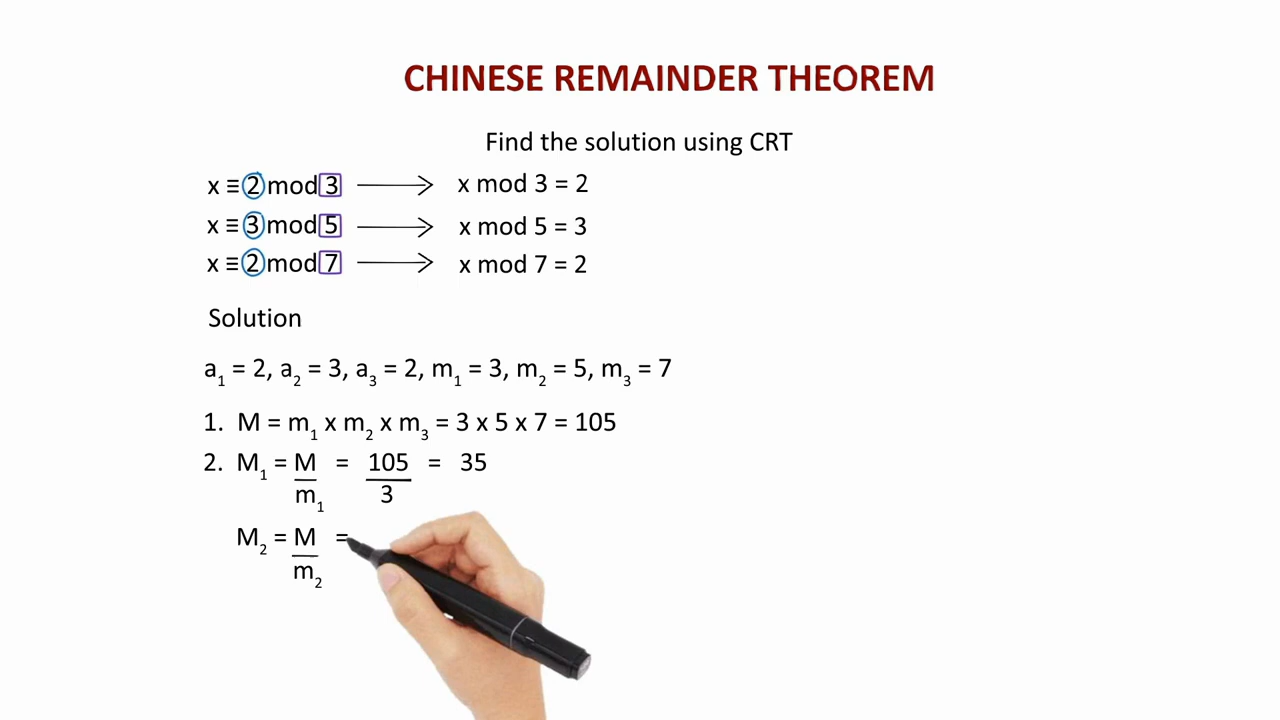 CHINESE REMAINDER THEOREM
Find the solution using CRT
x ≡ 2 mod 3 ⟶ x mod 3 = 2
x ≡ 3 mod 5 ⟶ x mod 5 = 3
x ≡ 2 mod 7 ⟶ x mod 7 = 2
Solution
a₁ = 2, a₂ = 3, a₃ = 2, m₁ = 3, m₂ = 5, m₃ = 7
1. M = m₁ x m₂ x m₃ = 3 x 5 x 7 = 105
2. M₁ = M = 105 = 35
m₁ 3
M₂ = M =
m₂